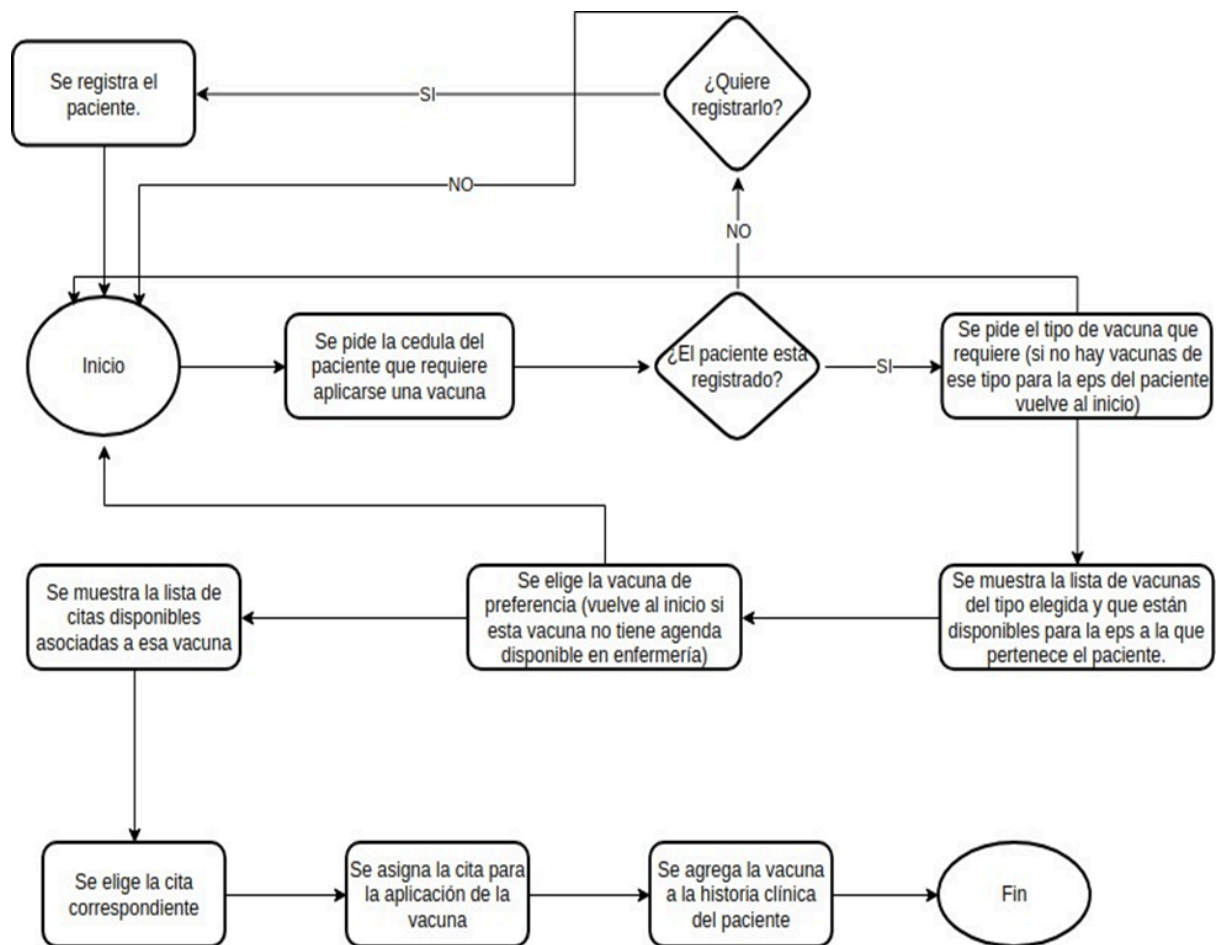 Se registra el
paciente.
SI
¿Quiere
registrarlo?
NO
NO
Inicio
Se pide la cedula del
paciente que requiere
aplicarse una vacuna
¿El paciente está
registrado?
SI
Se pide el tipo de vacuna que
requiere (si no hay vacunas de
ese tipo para la eps del paciente
vuelve al inicio)
Se muestra la lista de
citas disponibles
asociadas a esa vacuna
Se elige la vacuna de
preferencia (vuelve al inicio si
esta vacuna no tiene agenda
disponible en enfermería)
Se muestra la lista de vacunas
del tipo elegida y que están
disponibles para la eps a la que
pertenece el paciente.
Se elige la cita
correspondiente
Se asigna la cita para
la aplicación de la
vacuna
Se agrega la vacuna
a la historia clínica
del paciente
Fin